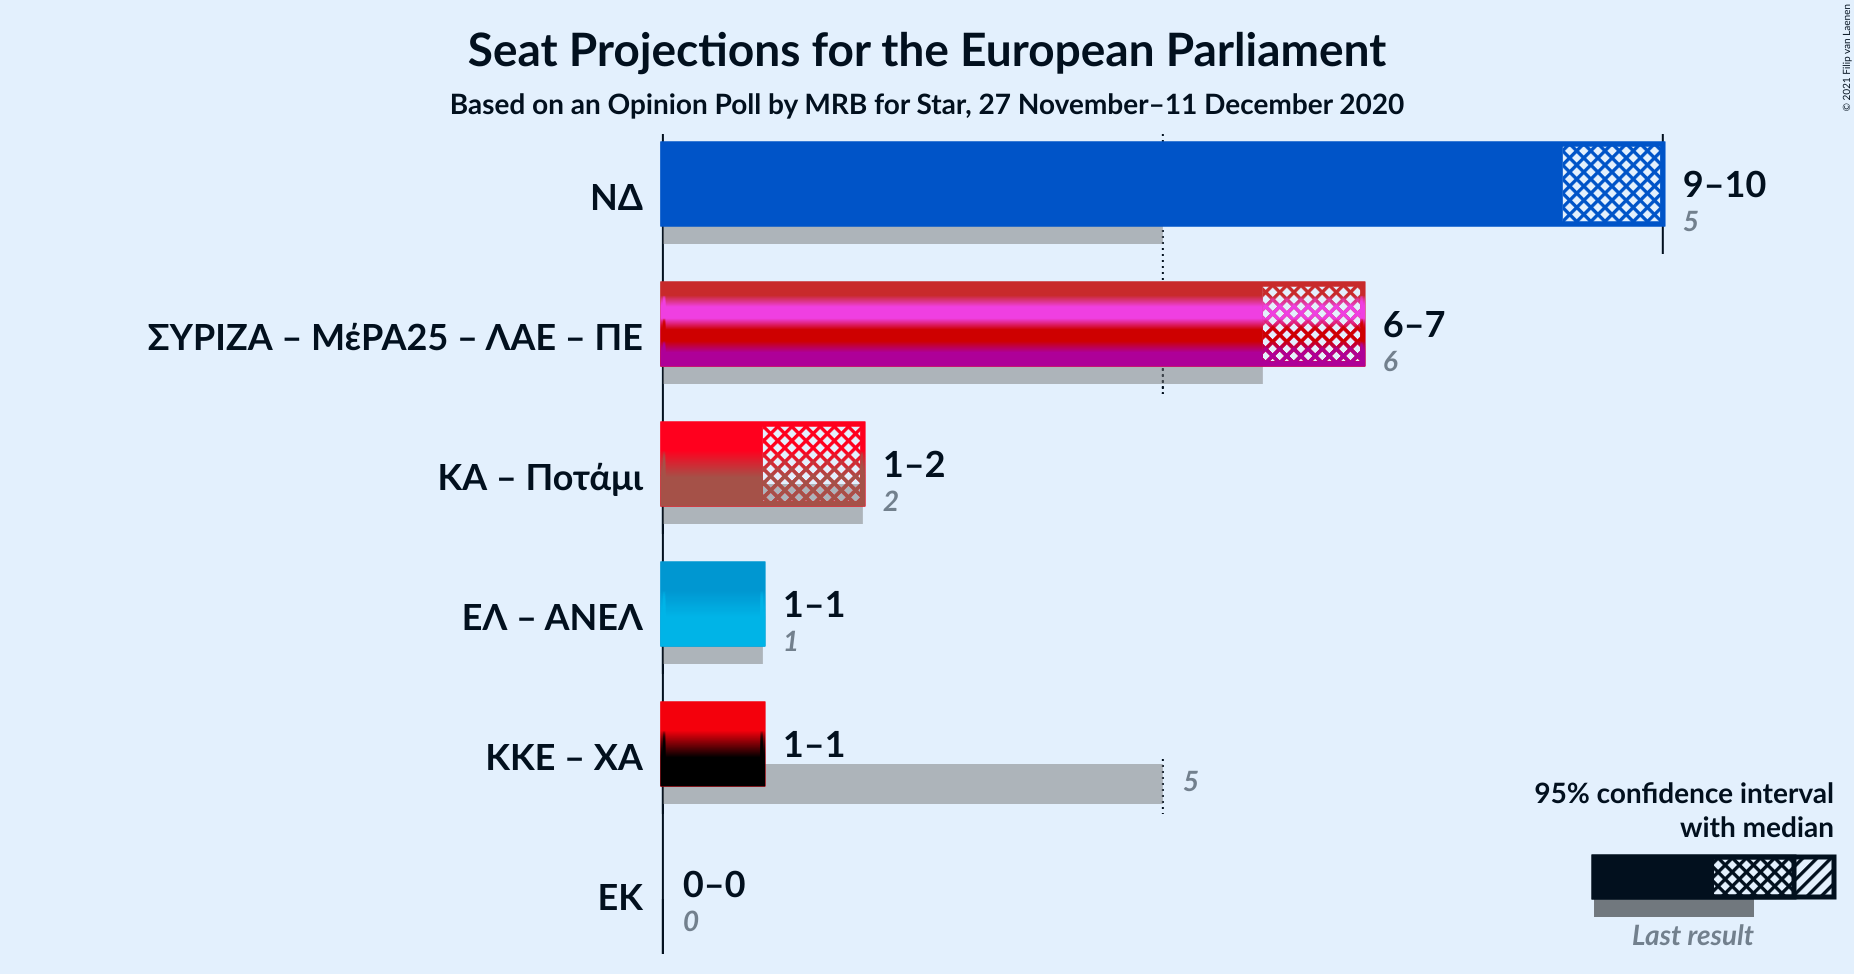 Seat Projections for the European Parliament
Based on an Opinion Poll by MRB for Star, 27 November–11 December 2020
© 2021 Filip van Laenen
ΝΔ
9–10
5
ΣΥΡΙΖΑ – ΜέΡΑ25 – ΛΑΕ – ΠΕ
6–7
6
ΚΑ – Ποτάμι
1–2
2
ΕΛ – ΑΝΕΛ
1–1
1
ΚΚΕ – ΧΑ
1–1
5
ΕΚ
0–0
0
95% confidence interval
with median
Last result